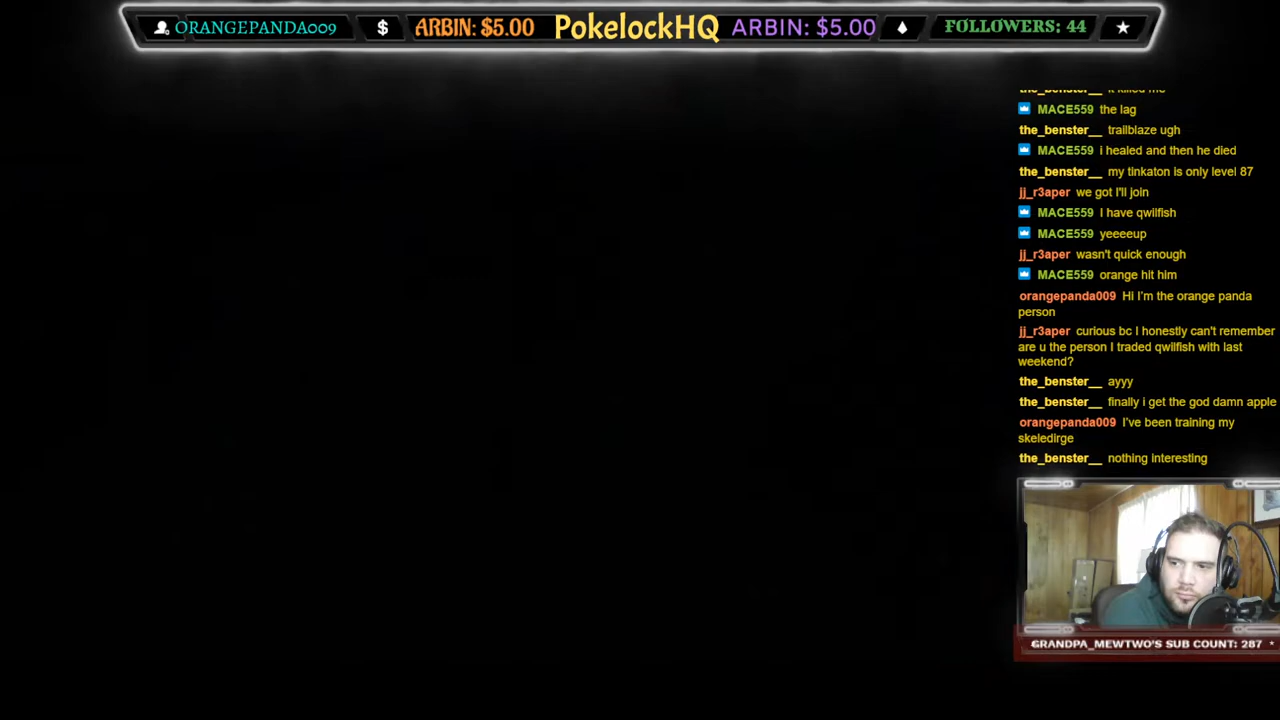 ORANGEPANDA009 $ ARBIN: $5.00 PokelockHQ ARBIN: $5.00 FOLLOWERS: 44
the_benster__ it killed me
MACE559 the lag
the_benster__ trailblaze ugh
MACE559 i healed and then he died
the_benster__ my tinkaton is only level 87
jj_r3aper we got I'll join
MACE559 I have qwilfish
MACE559 yeeeeup
jj_r3aper wasn't quick enough
MACE559 orange hit him
orangepanda009 Hi I'm the orange panda
person
jj_r3aper curious bc I honestly can't remember
are u the person I traded qwilfish with last
weekend?
the_benster__ ayyy
the_benster__ finally i get the god damn apple
orangepanda009 I've been training my
skeledirge
the_benster__ nothing interesting
GRANDPA_MEWTWO'S SUB COUNT: 287 *